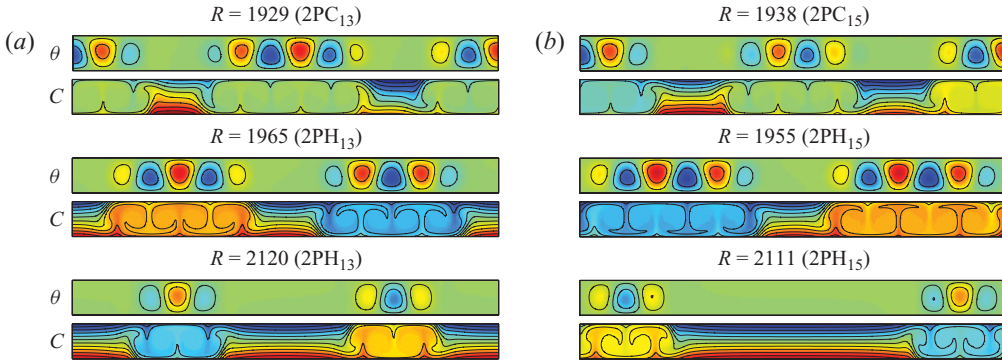 R = 1929 (2PC₁₃)
(a)
θ
C
R = 1965 (2PH₁₃)
θ
C
R = 2120 (2PH₁₃)
θ
C
R = 1938 (2PC₁₅)
(b)
R = 1955 (2PH₁₅)
R = 2111 (2PH₁₅)